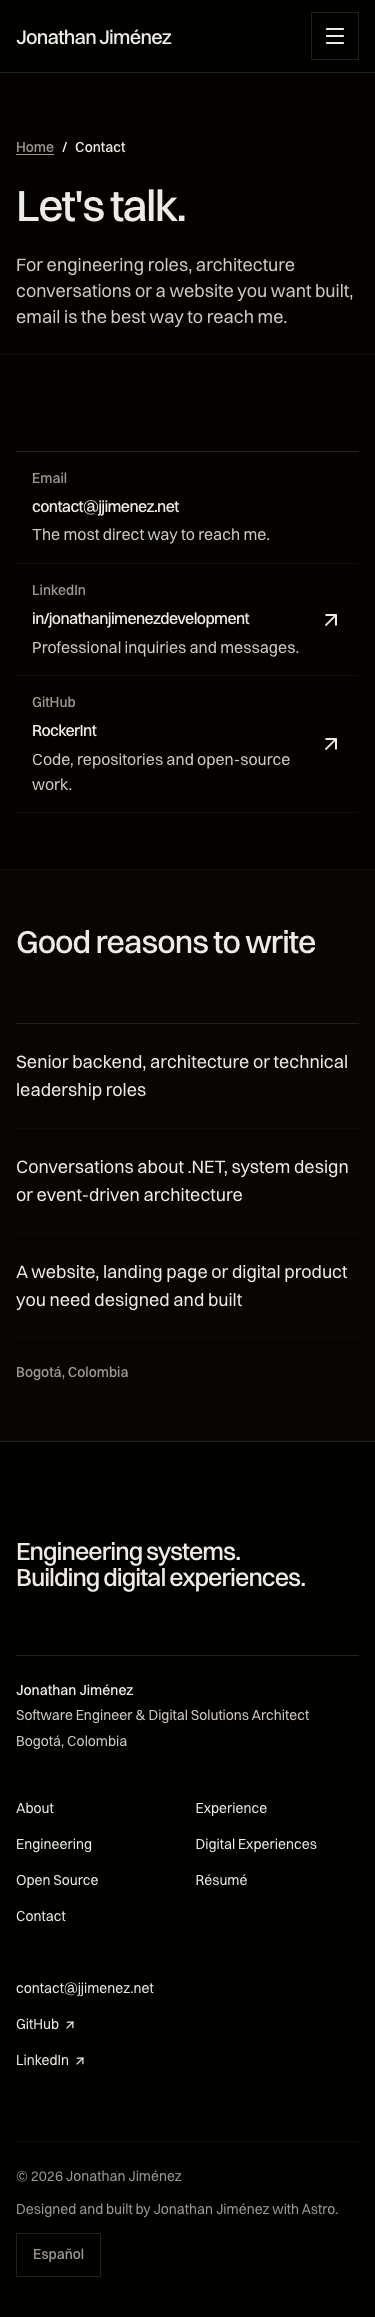 Jonathan Jiménez
Home / Contact
Let's talk.
For engineering roles, architecture
conversations or a website you want built,
email is the best way to reach me.
Email
contact@jjimenez.net
The most direct way to reach me.
LinkedIn
in/jonathanjimenezdevelopment
Professional inquiries and messages.
GitHub
RockerInt
Code, repositories and open-source
work.
Good reasons to write
Senior backend, architecture or technical
leadership roles
Conversations about .NET, system design
or event-driven architecture
A website, landing page or digital product
you need designed and built
Bogotá, Colombia
Engineering systems.
Building digital experiences.
Jonathan Jiménez
Software Engineer & Digital Solutions Architect
Bogotá, Colombia
About Experience
Engineering Digital Experiences
Open Source Résumé
Contact
contact@jjimenez.net
GitHub
LinkedIn
© 2026 Jonathan Jiménez
Designed and built by Jonathan Jiménez with Astro.
Español